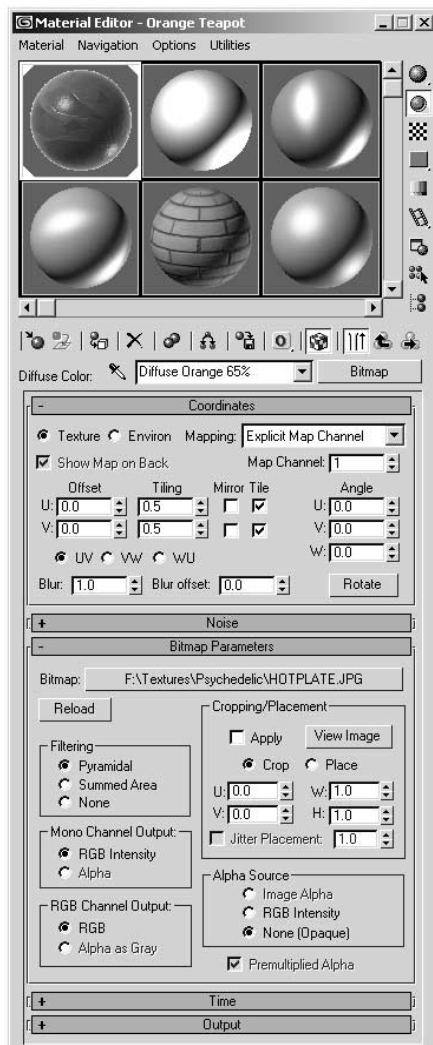 Material Editor - Orange Teapot
Material Navigation Options Utilities
Diffuse Color: Diffuse Orange 65% Bitmap
- Coordinates
Texture Environ Mapping: Explicit Map Channel
Show Map on Back Map Channel: 1
Offset Tiling Mirror Tile Angle
U: 0.0 0.5 U: 0.0
V: 0.0 0.5 V: 0.0
W: 0.0
UV VW WU
Blur: 1.0 Blur offset: 0.0 Rotate
+ Noise
- Bitmap Parameters
Bitmap: F:\Textures\Psychedelic\HOTPLATE.JPG
Reload
Cropping/Placement
Apply View Image
Crop Place
U: 0.0 W: 1.0
V: 0.0 H: 1.0
Jitter Placement: 1.0
Filtering
Pyramidal
Summed Area
None
Mono Channel Output:
RGB Intensity
Alpha
RGB Channel Output:
RGB
Alpha as Gray
Alpha Source
Image Alpha
RGB Intensity
None (Opaque)
Premultiplied Alpha
+ Time
+ Output